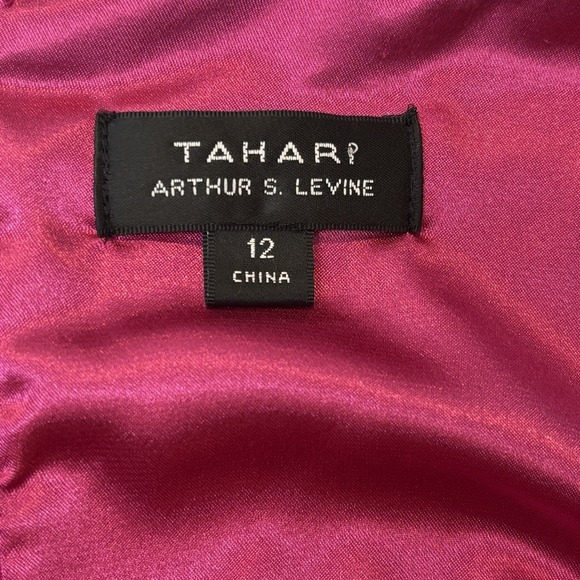 TAHARI
ARTHUR S. LEVINE
12
CHINA